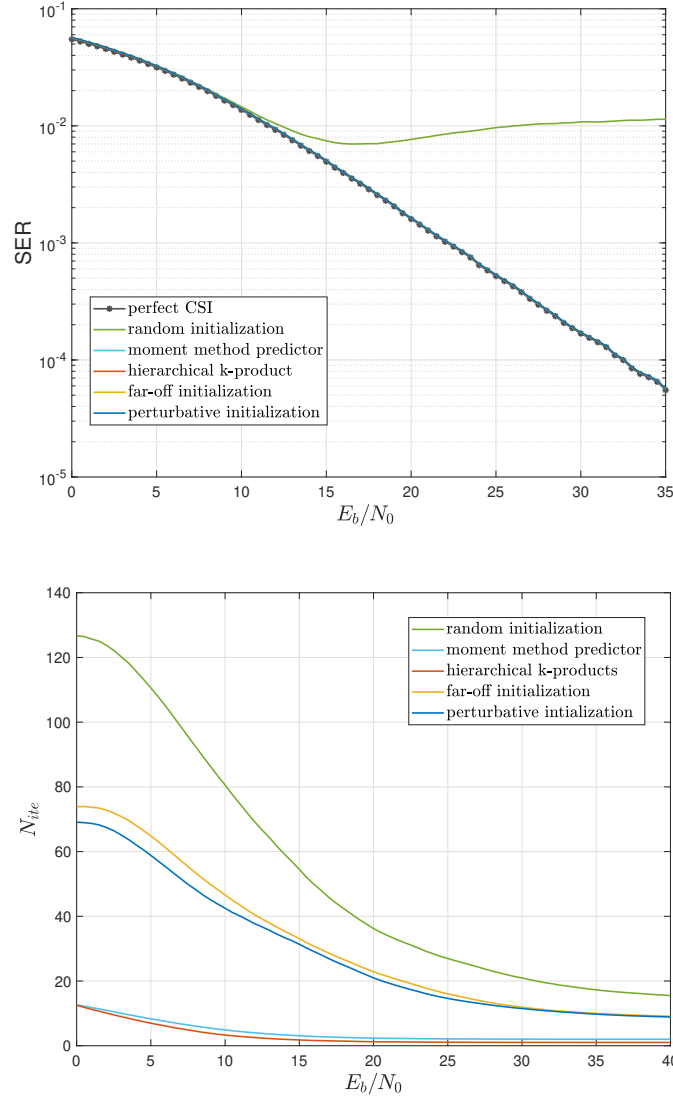 10^-1
10^-2
10^-3
10^-4
10^-5
SER
perfect CSI
random initialization
moment method predictor
hierarchical k-product
far-off initialization
perturbative initialization
0 5 10 15 20 25 30 35
E_b/N_0
140
120
100
80
60
40
20
0
N_ite
random initialization
moment method predictor
hierarchical k-products
far-off initialization
perturbative intialization
0 5 10 15 20 25 30 35 40
E_b/N_0